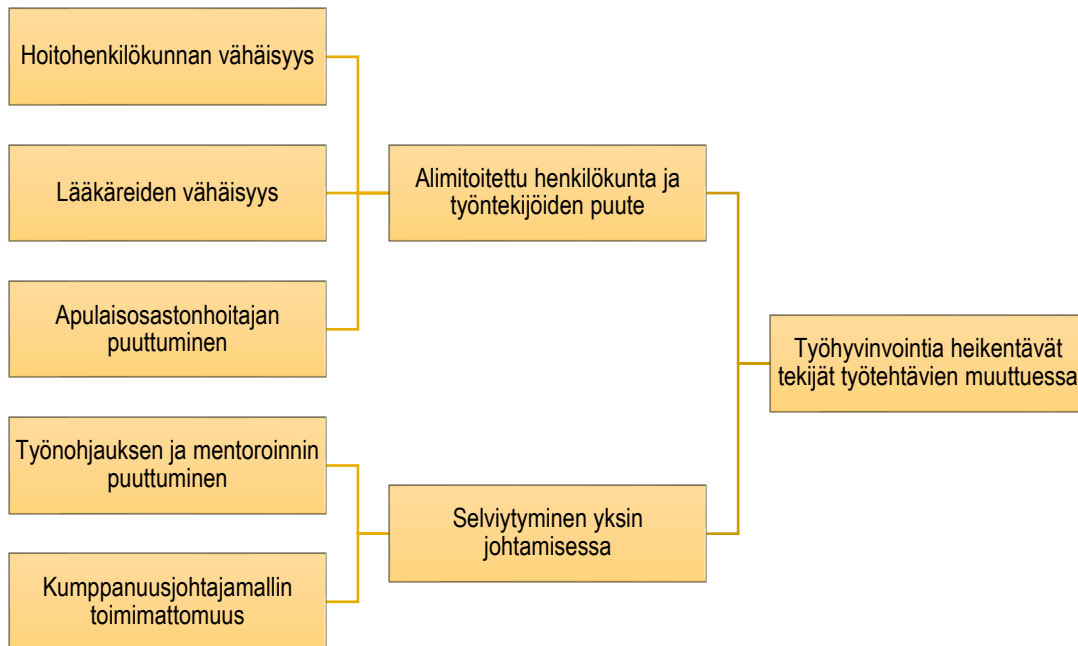 Hoitohenkilökunnan vähäisyys
Lääkäreiden vähäisyys
Apulaisosastonhoitajan
puuttuminen
Työnohjauksen ja mentoroinnin
puuttuminen
Kumppanuusjohtajamallin
toimimattomuus
Alimitoitettu henkilökunta ja
työntekijöiden puute
Selviytyminen yksin
johtamisessa
Työhyvinvointia heikentävät
tekijät työtehtävien muuttuessa